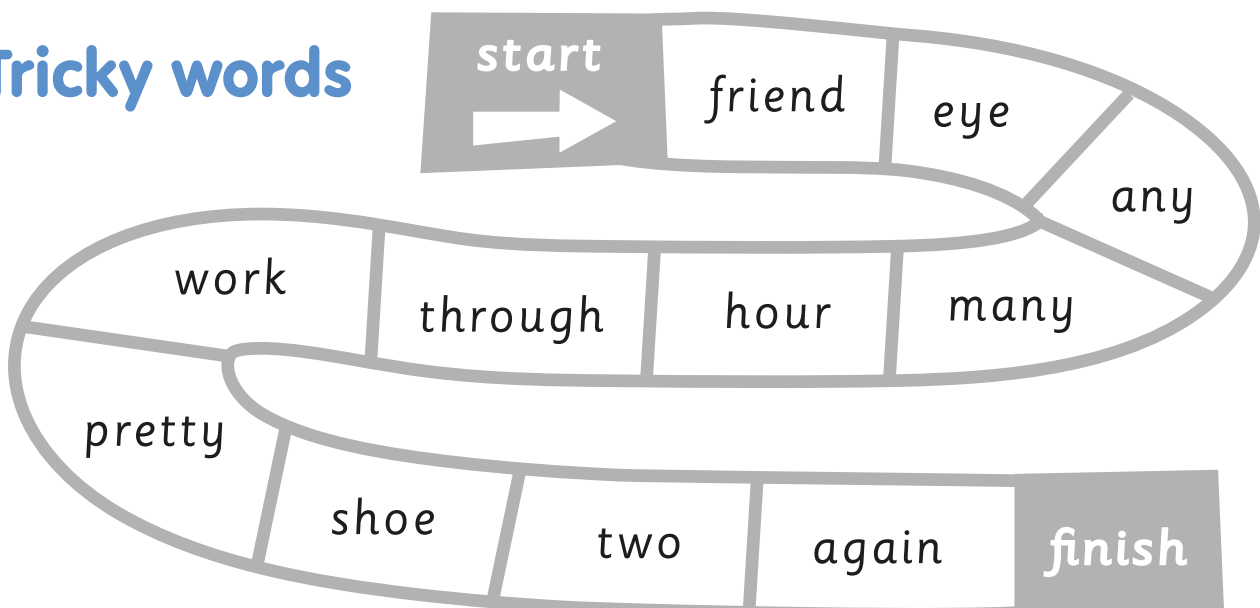 Tricky words
start
friend
eye
any
many
hour
through
work
pretty
shoe
two
again
finish